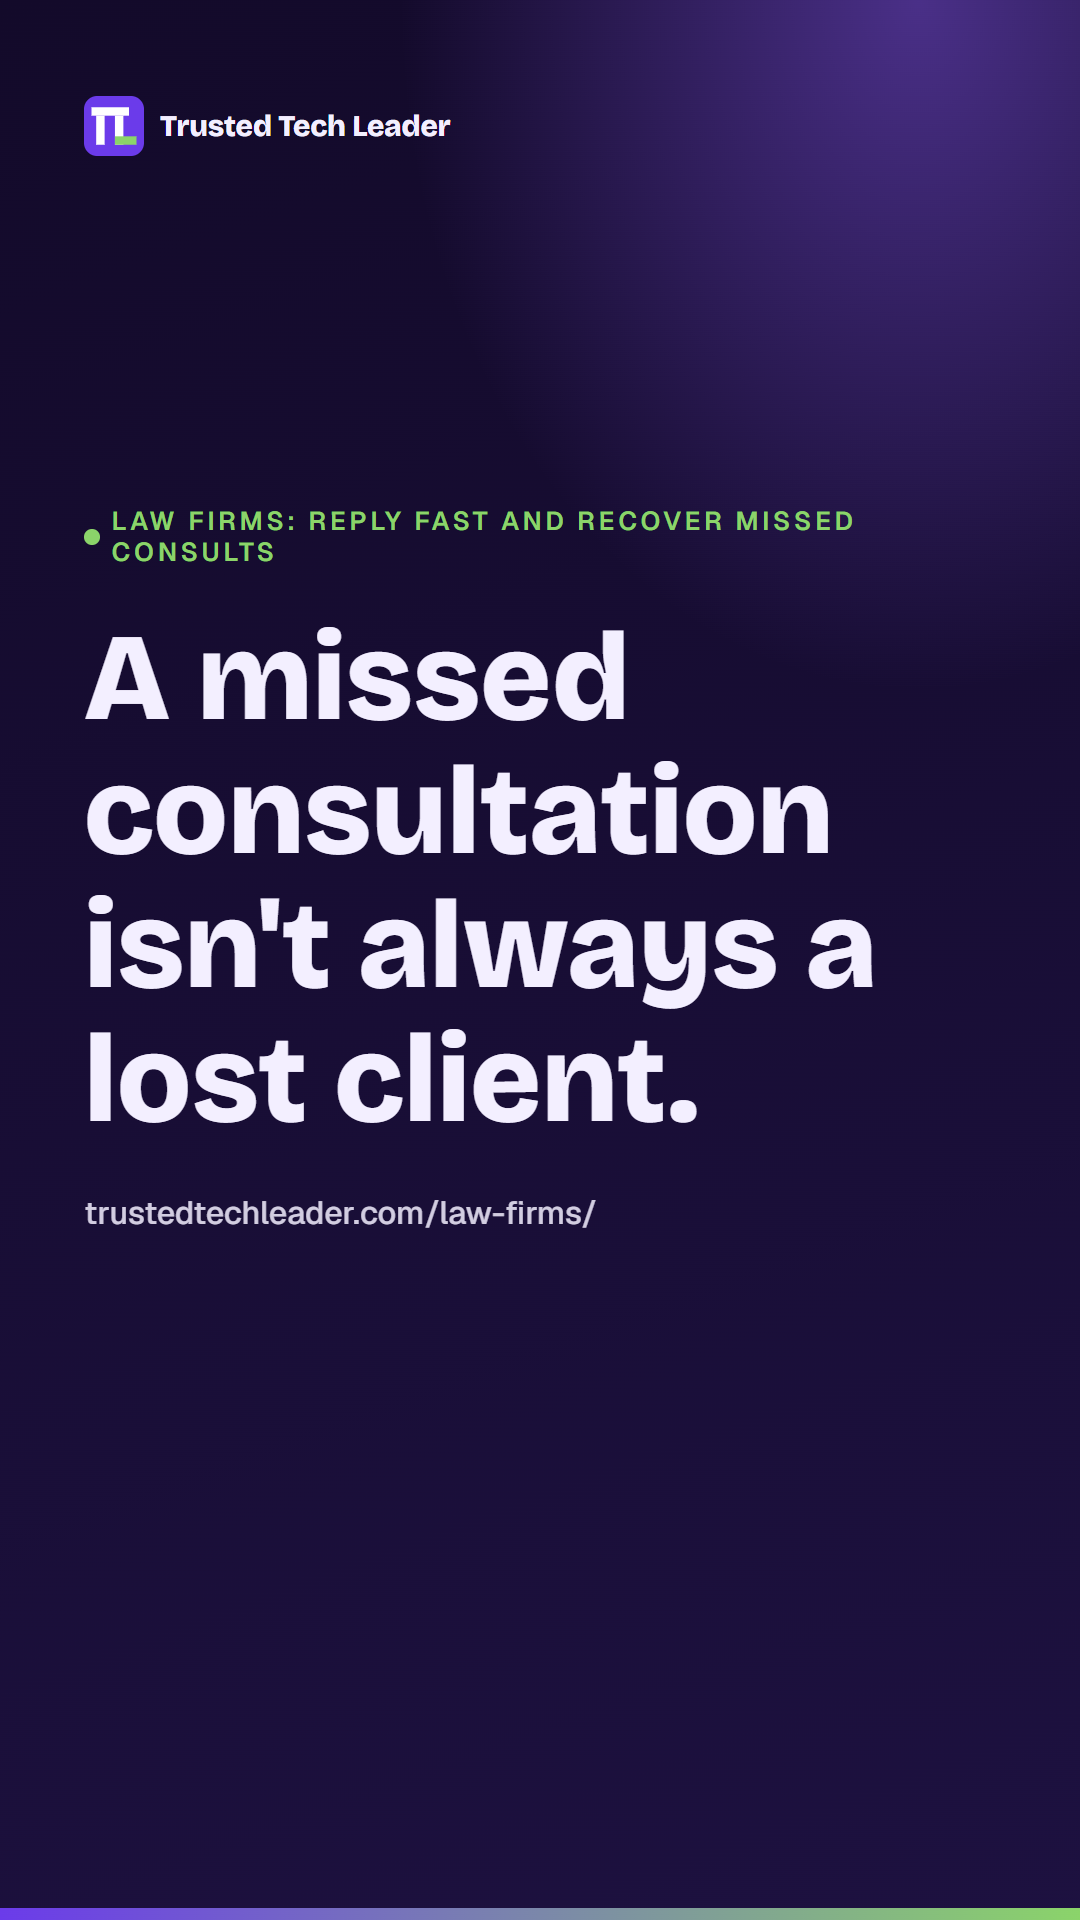 TL
Trusted Tech Leader
LAW FIRMS: REPLY FAST AND RECOVER MISSED
CONSULTS
A missed
consultation
isn't always a
lost client.
trustedtechleader.com/law-firms/